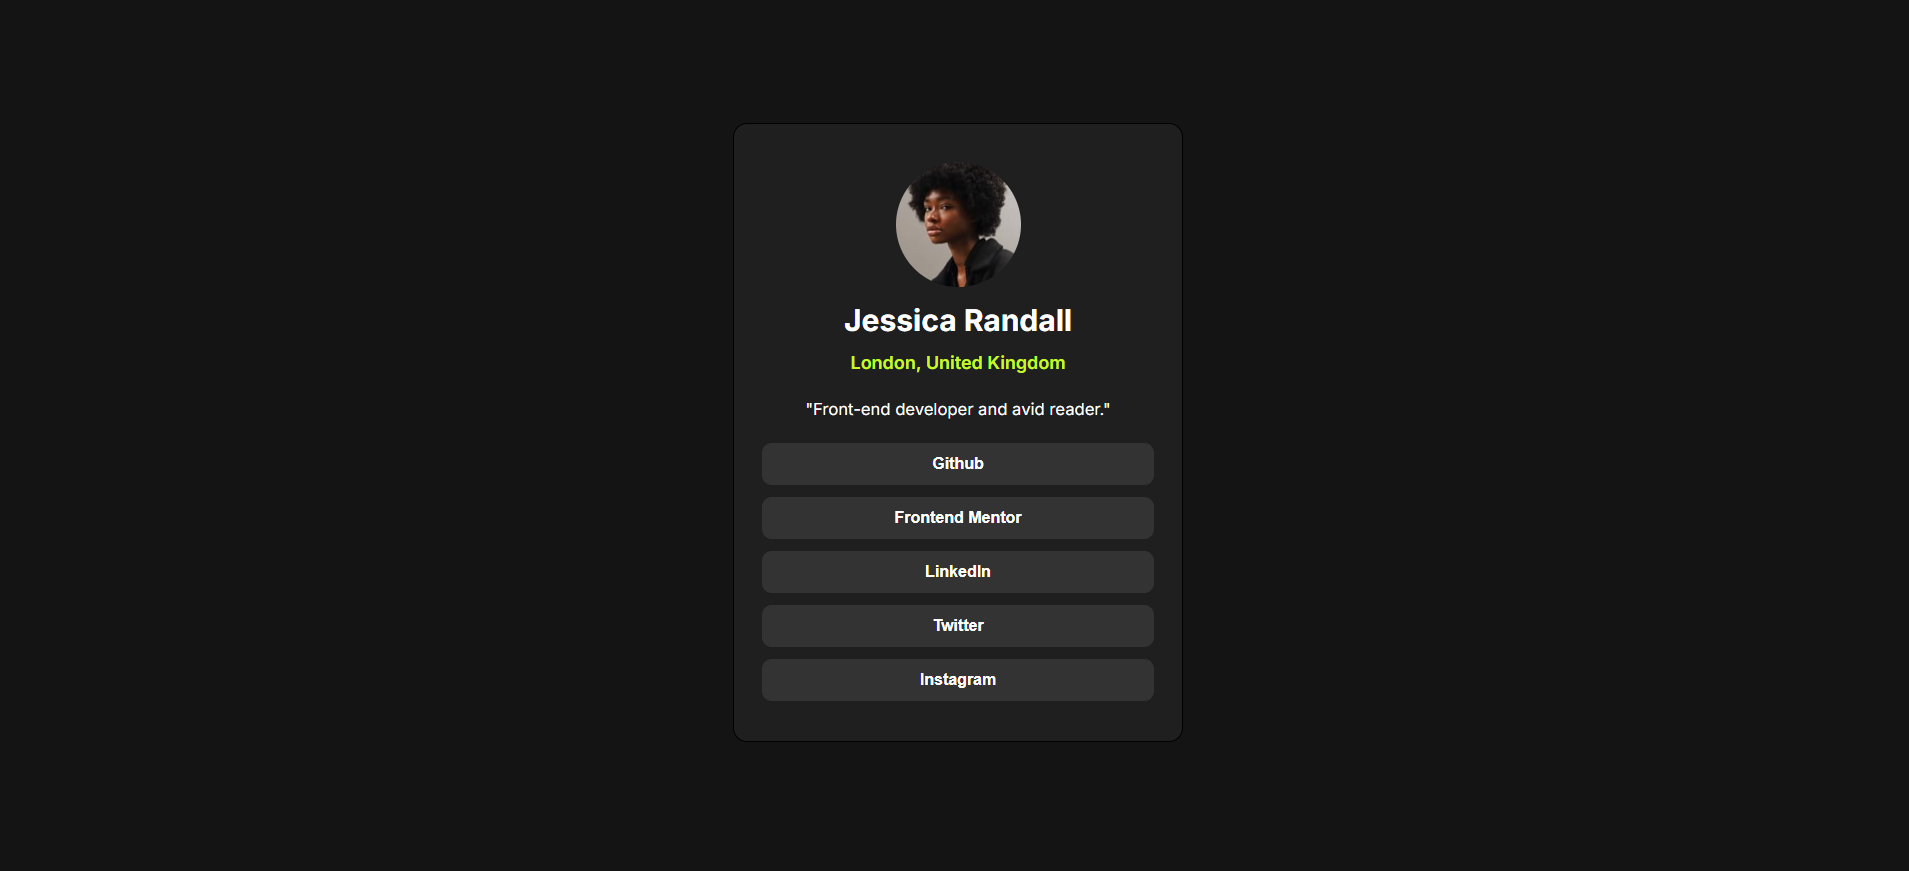 Jessica Randall
London, United Kingdom
"Front-end developer and avid reader."
Github
Frontend Mentor
LinkedIn
Twitter
Instagram